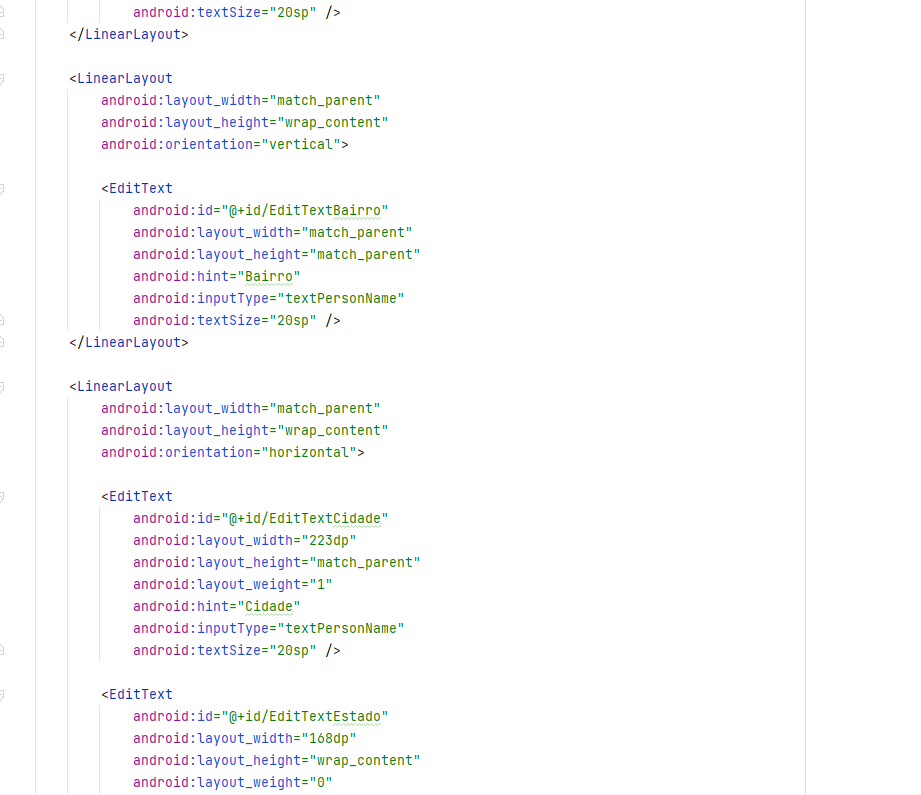 android:textSize="20sp" />
</LinearLayout>
<LinearLayout
android:layout_width="match_parent"
android:layout_height="wrap_content"
android:orientation="vertical">
<EditText
android:id="@+id/EditTextBairro"
android:layout_width="match_parent"
android:layout_height="match_parent"
android:hint="Bairro"
android:inputType="textPersonName"
android:textSize="20sp" />
</LinearLayout>
<LinearLayout
android:layout_width="match_parent"
android:layout_height="wrap_content"
android:orientation="horizontal">
<EditText
android:id="@+id/EditTextCidade"
android:layout_width="223dp"
android:layout_height="match_parent"
android:layout_weight="1"
android:hint="Cidade"
android:inputType="textPersonName"
android:textSize="20sp" />
<EditText
android:id="@+id/EditTextEstado"
android:layout_width="168dp"
android:layout_height="wrap_content"
android:layout_weight="0"